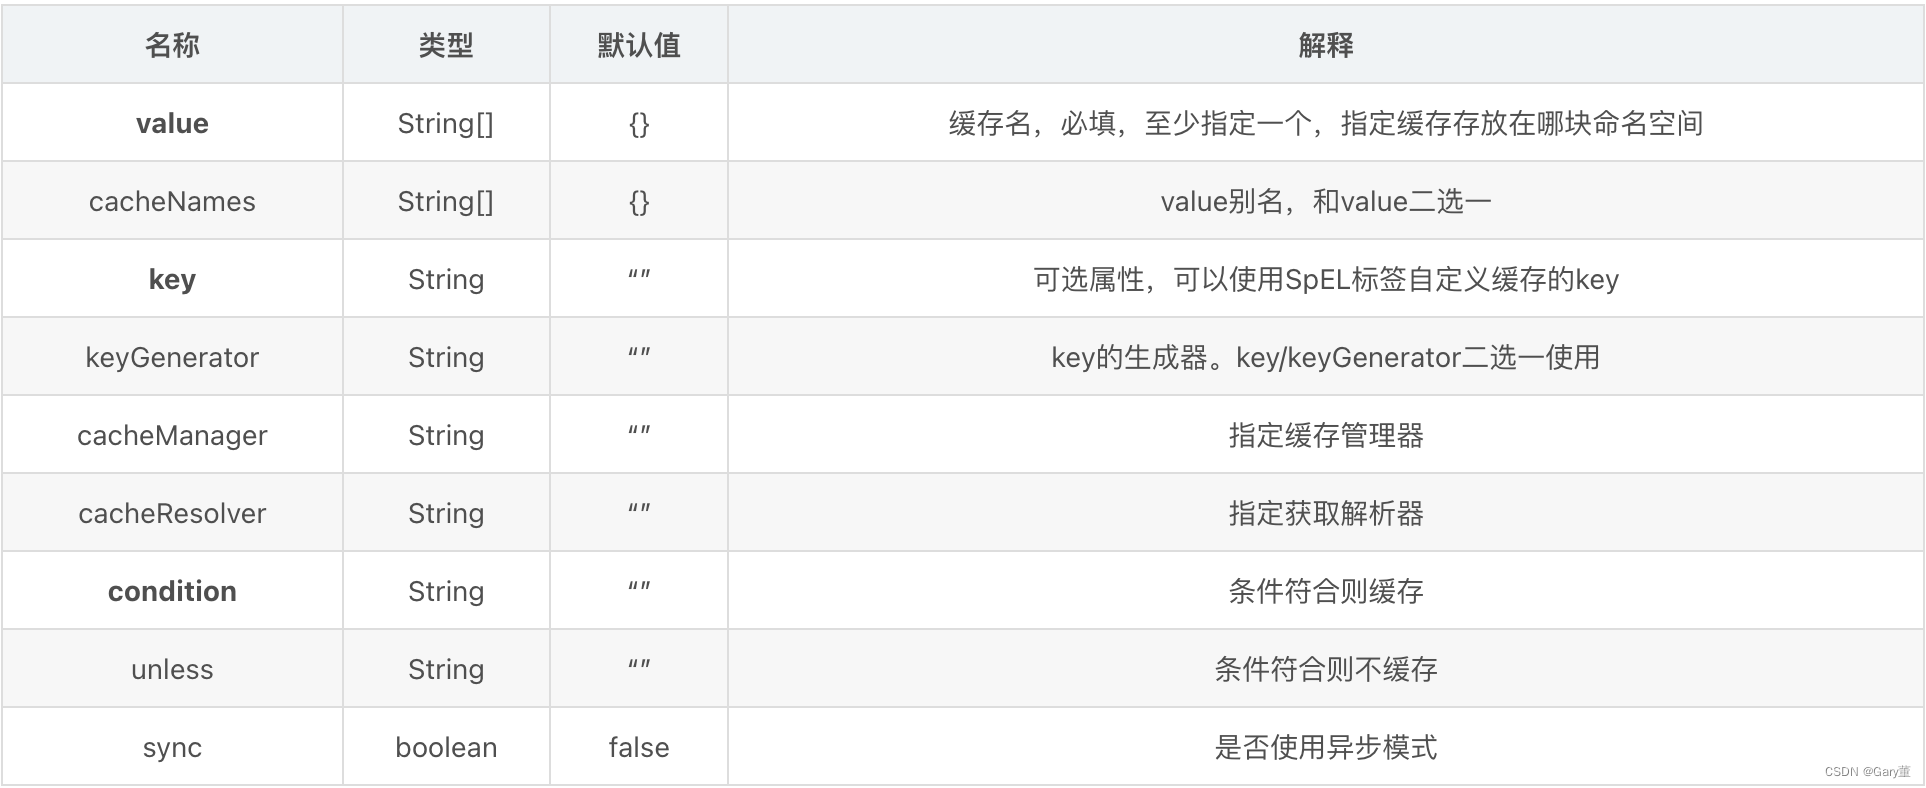 名称 类型 默认值 解释
value String[] {} 缓存名，必填，至少指定一个，指定缓存存放在哪块命名空间
cacheNames String[] {} value别名，和value二选一
key String “” 可选属性，可以使用SpEL标签自定义缓存的key
keyGenerator String “” key的生成器。key/keyGenerator二选一使用
cacheManager String “” 指定缓存管理器
cacheResolver String “” 指定获取解析器
condition String “” 条件符合则缓存
unless String “” 条件符合则不缓存
sync boolean false 是否使用异步模式
CSDN @Gary董